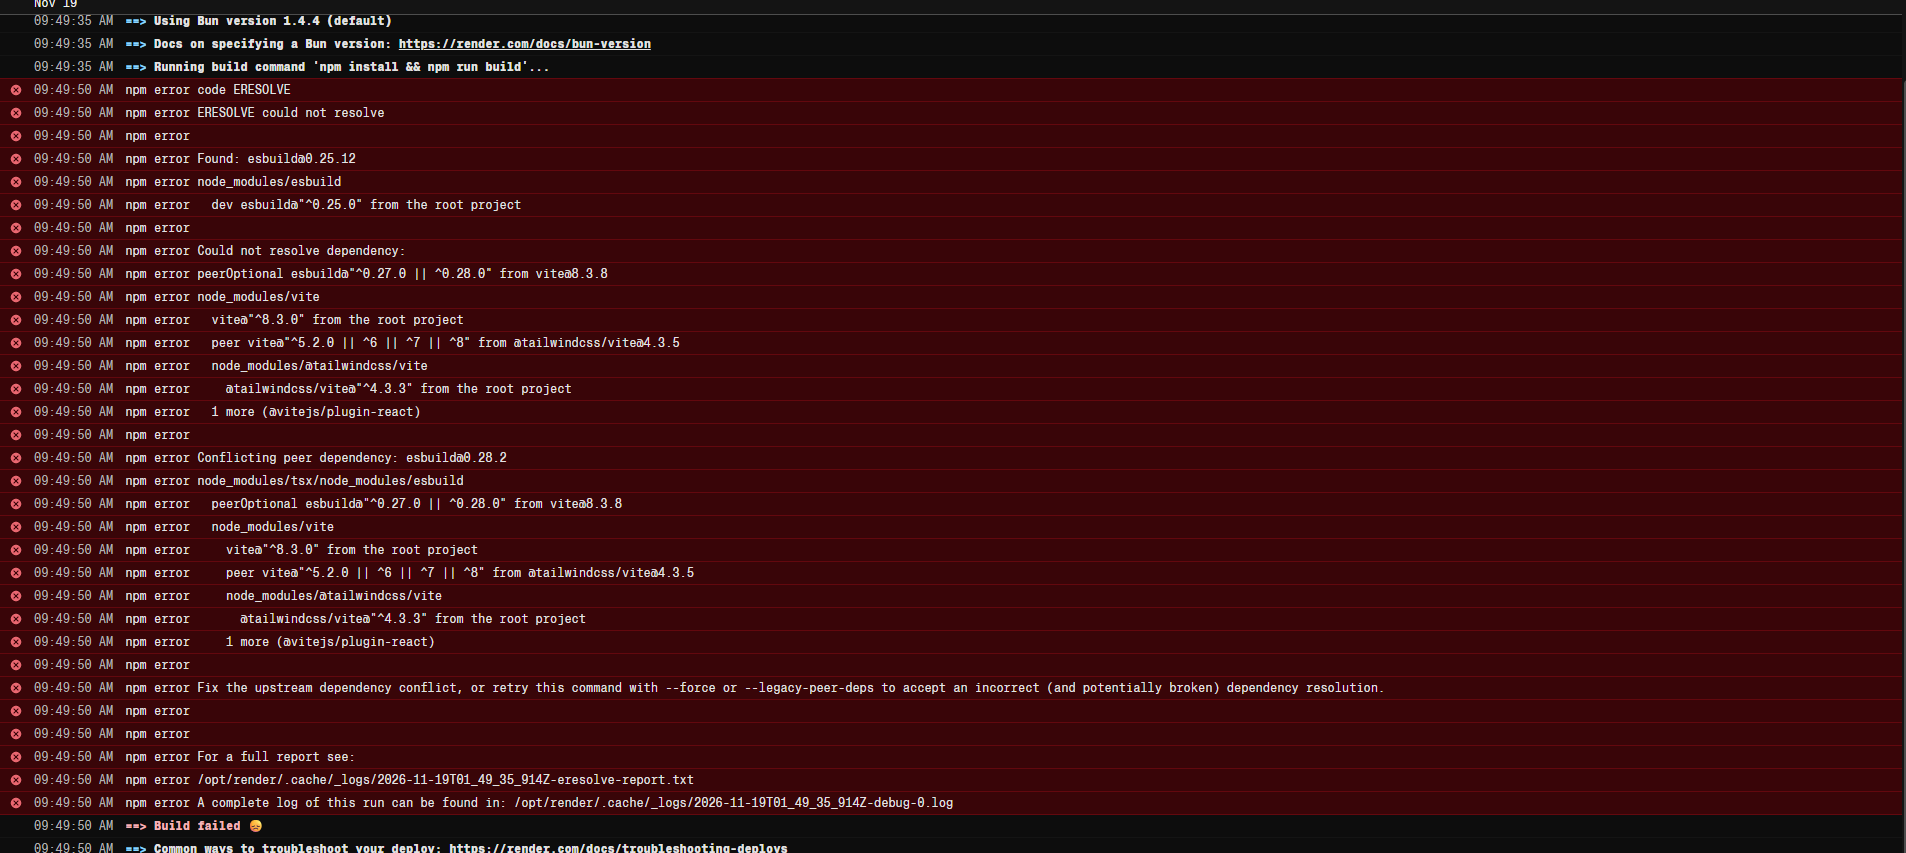 Nov 19
09:49:35 AM ==> Using Bun version 1.4.4 (default)
09:49:35 AM ==> Docs on specifying a Bun version: https://render.com/docs/bun-version
09:49:35 AM ==> Running build command 'npm install && npm run build'...
09:49:50 AM npm error code ERESOLVE
09:49:50 AM npm error ERESOLVE could not resolve
09:49:50 AM npm error
09:49:50 AM npm error Found: esbuild@0.25.12
09:49:50 AM npm error node_modules/esbuild
09:49:50 AM npm error   dev esbuild@"^0.25.0" from the root project
09:49:50 AM npm error
09:49:50 AM npm error Could not resolve dependency:
09:49:50 AM npm error peerOptional esbuild@"^0.27.0 || ^0.28.0" from vite@8.3.8
09:49:50 AM npm error node_modules/vite
09:49:50 AM npm error   vite@"^8.3.0" from the root project
09:49:50 AM npm error   peer vite@"^5.2.0 || ^6 || ^7 || ^8" from @tailwindcss/vite@4.3.5
09:49:50 AM npm error   node_modules/@tailwindcss/vite
09:49:50 AM npm error     @tailwindcss/vite@"^4.3.3" from the root project
09:49:50 AM npm error   1 more (@vitejs/plugin-react)
09:49:50 AM npm error
09:49:50 AM npm error Conflicting peer dependency: esbuild@0.28.2
09:49:50 AM npm error node_modules/tsx/node_modules/esbuild
09:49:50 AM npm error   peerOptional esbuild@"^0.27.0 || ^0.28.0" from vite@8.3.8
09:49:50 AM npm error   node_modules/vite
09:49:50 AM npm error     vite@"^8.3.0" from the root project
09:49:50 AM npm error     peer vite@"^5.2.0 || ^6 || ^7 || ^8" from @tailwindcss/vite@4.3.5
09:49:50 AM npm error     node_modules/@tailwindcss/vite
09:49:50 AM npm error       @tailwindcss/vite@"^4.3.3" from the root project
09:49:50 AM npm error     1 more (@vitejs/plugin-react)
09:49:50 AM npm error
09:49:50 AM npm error Fix the upstream dependency conflict, or retry this command with --force or --legacy-peer-deps to accept an incorrect (and potentially broken) dependency resolution.
09:49:50 AM npm error
09:49:50 AM npm error
09:49:50 AM npm error For a full report see:
09:49:50 AM npm error /opt/render/.cache/_logs/2026-11-19T01_49_35_914Z-eresolve-report.txt
09:49:50 AM npm error A complete log of this run can be found in: /opt/render/.cache/_logs/2026-11-19T01_49_35_914Z-debug-0.log
09:49:50 AM ==> Build failed 😞
09:49:50 AM ==> Common ways to troubleshoot your deploy: https://render.com/docs/troubleshooting-deploys